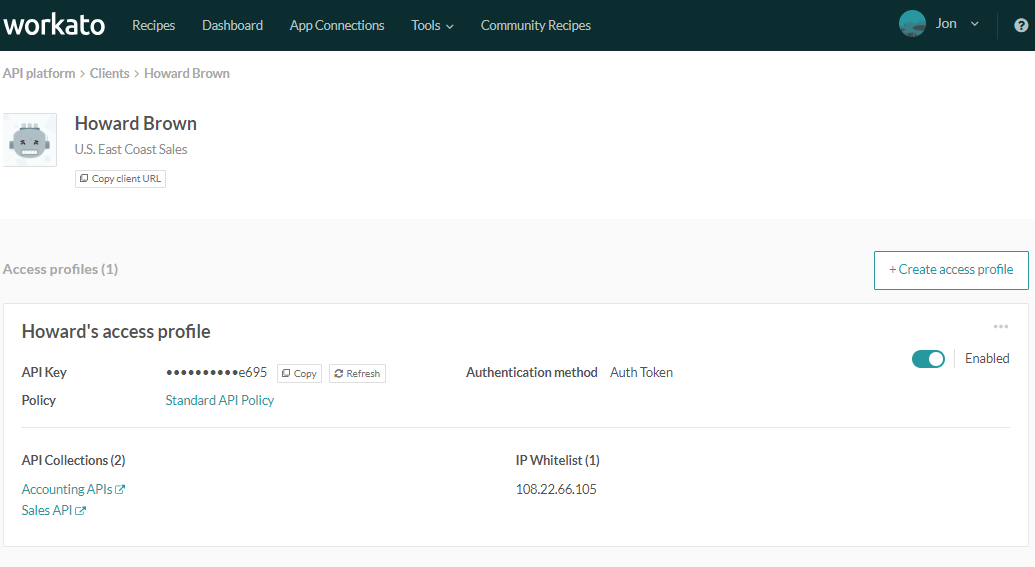 workato Recipes Dashboard App Connections Tools Community Recipes Jon ?
API platform > Clients > Howard Brown
Howard Brown
U.S. East Coast Sales
Copy client URL
Access profiles (1) + Create access profile
Howard's access profile
API Key ••••••••••e695 Copy Refresh Authentication method Auth Token Enabled
Policy Standard API Policy
API Collections (2) IP Whitelist (1)
Accounting APIs 108.22.66.105
Sales API